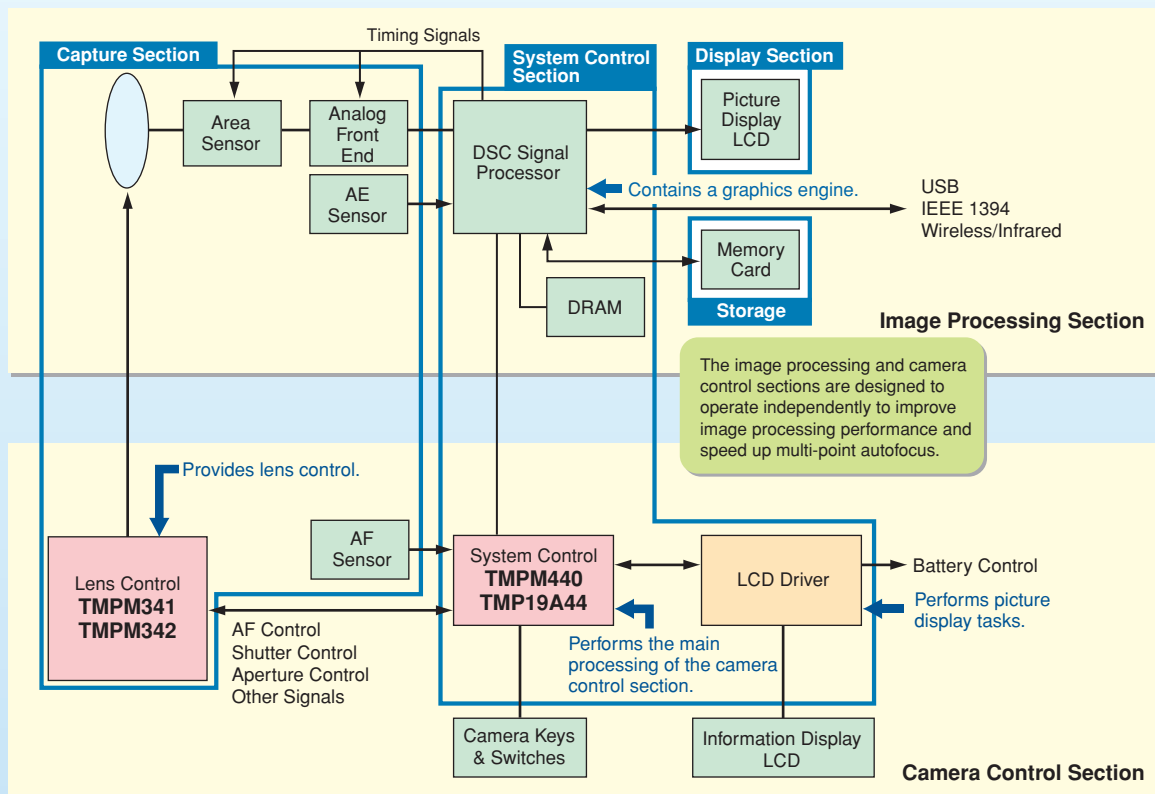 Timing Signals
Capture Section
System Control
Section
Display Section
Area
Sensor
Analog
Front
End
DSC Signal
Processor
Picture
Display
LCD
AE
Sensor
Contains a graphics engine.
USB
IEEE 1394
Wireless/Infrared
Memory
Card
DRAM
Storage
Image Processing Section
The image processing and camera
control sections are designed to
operate independently to improve
image processing performance and
speed up multi-point autofocus.
Provides lens control.
AF
Sensor
Lens Control
TMPM341
TMPM342
System Control
TMPM440
TMP19A44
LCD Driver
Battery Control
Performs picture
display tasks.
AF Control
Shutter Control
Aperture Control
Other Signals
Performs the main
processing of the camera
control section.
Camera Keys
& Switches
Information Display
LCD
Camera Control Section